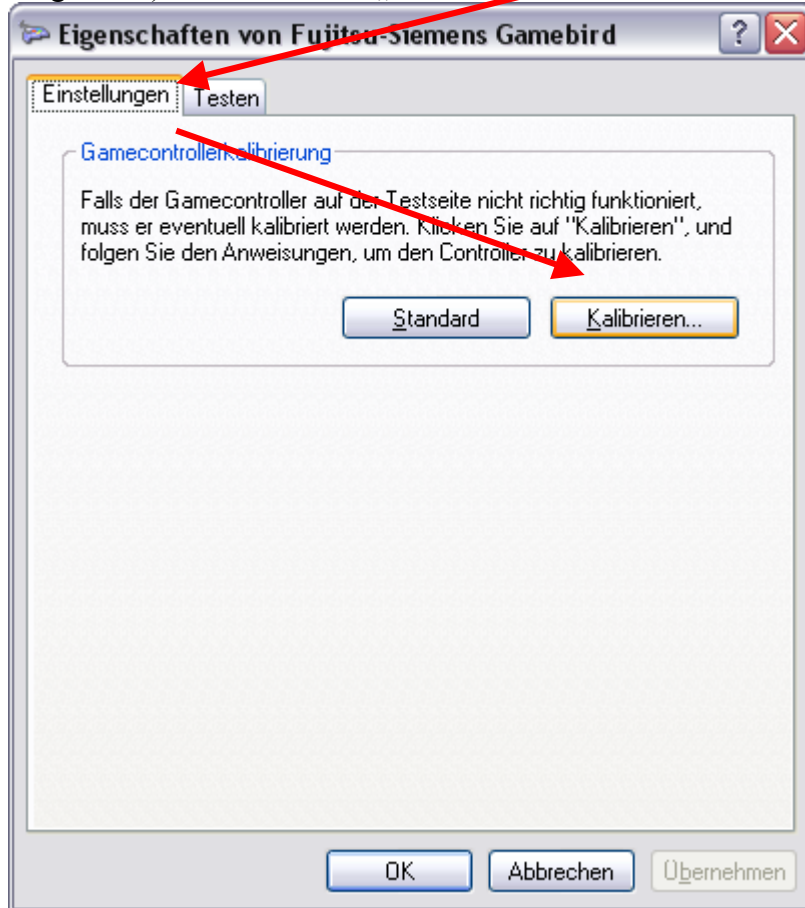 Eigenschaften von Fujitsu-Siemens Gamebird
Einstellungen Testen
Gamecontrollerkalibrierung
Falls der Gamecontroller auf der Testseite nicht richtig funktioniert,
muss er eventuell kalibriert werden. Klicken Sie auf "Kalibrieren", und
folgen Sie den Anweisungen, um den Controller zu kalibrieren.
Standard Kalibrieren...
OK Abbrechen Übernehmen